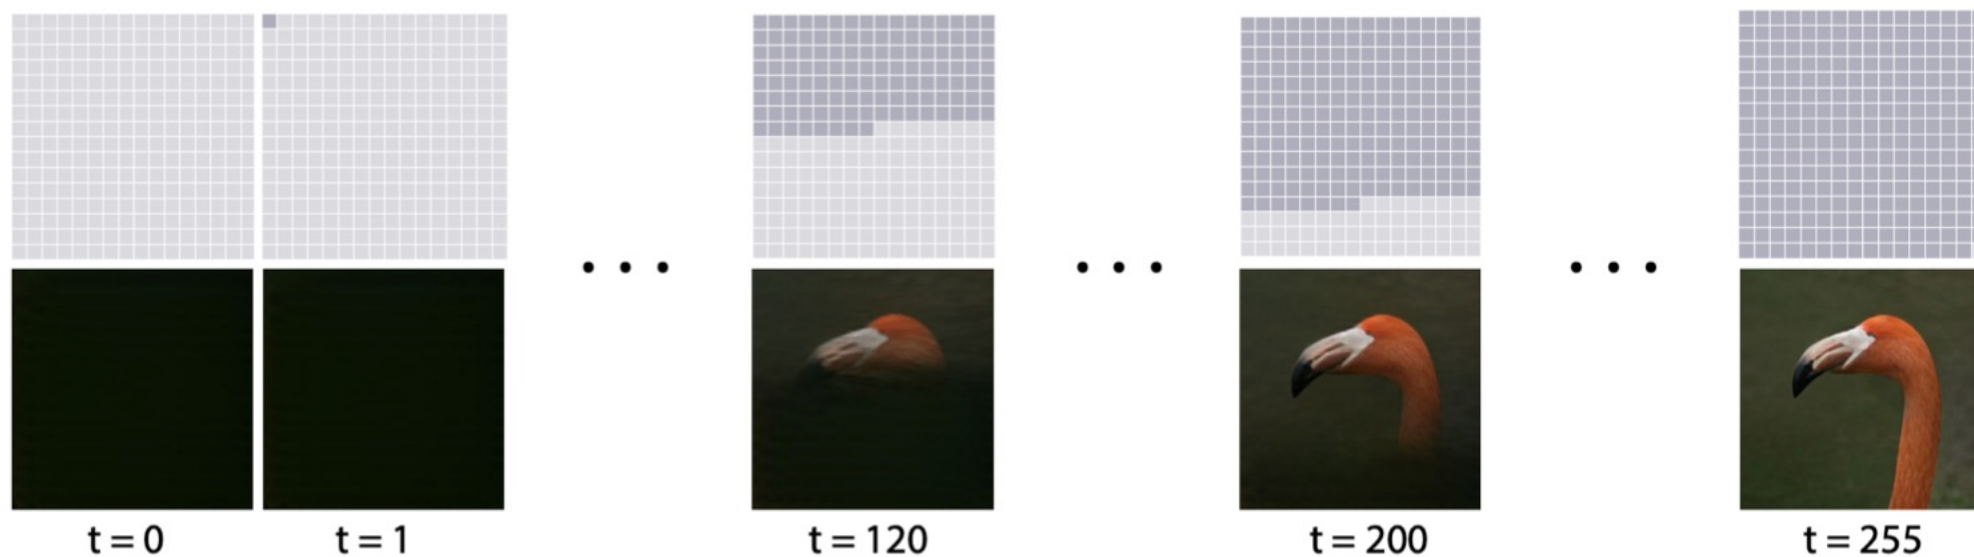 t = 0
t = 1
t = 120
t = 200
t = 255